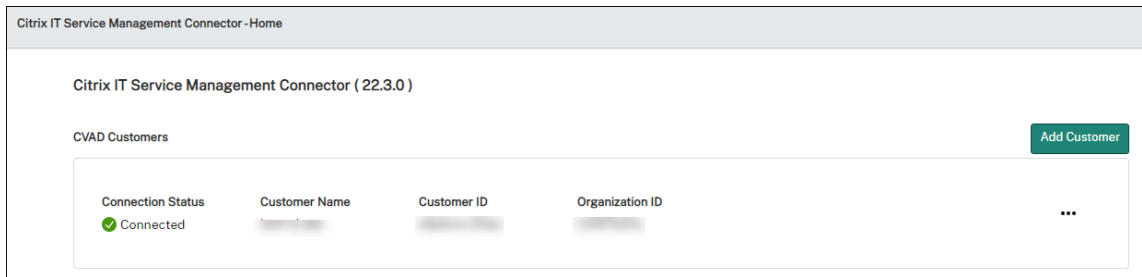 Citrix IT Service Management Connector - Home
Citrix IT Service Management Connector ( 22.3.0 )
CVAD Customers
Add Customer
Connection Status Customer Name Customer ID Organization ID
Connected